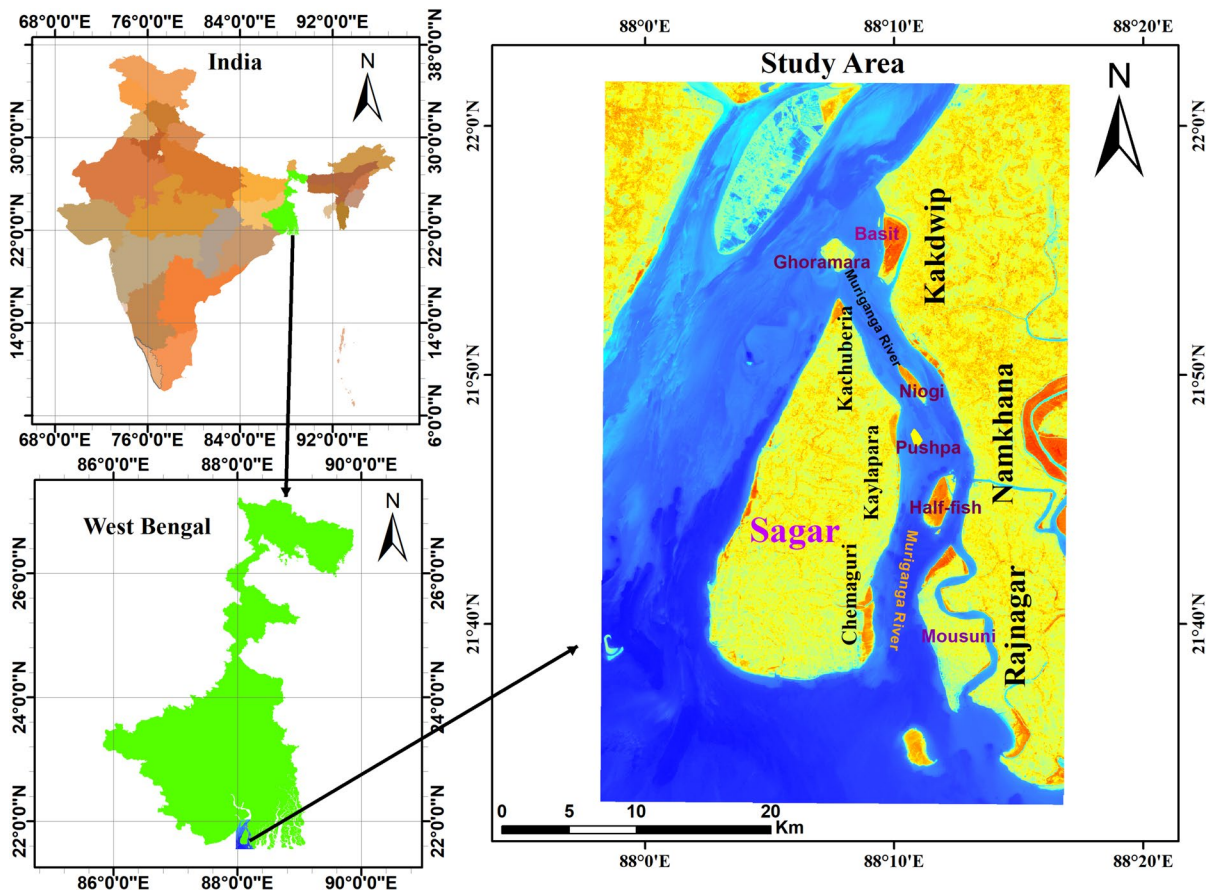 68°0'0"E 76°0'0"E 84°0'0"E 92°0'0"E
India
N
38°0'0"N
30°0'0"N
22°0'0"N
14°0'0"N
6°0'0"N
30°0'0"N
22°0'0"N
14°0'0"N
68°0'0"E 76°0'0"E 84°0'0"E 92°0'0"E
86°0'0"E 88°0'0"E 90°0'0"E
West Bengal
N
26°0'0"N
24°0'0"N
22°0'0"N
26°0'0"N
24°0'0"N
22°0'0"N
86°0'0"E 88°0'0"E 90°0'0"E
88°0'E 88°10'E 88°20'E
Study Area
N
22°0'N
21°50'N
21°40'N
22°0'N
21°50'N
21°40'N
Basit
Ghoramara
Kakdwip
Muriganga River
Kachuberia
Niogi
Pushpa
Namkhana
Kaylapara
Half-fish
Sagar
Muriganga River
Chemaguri
Mousuni
Rajnagar
0 5 10 20
Km
88°0'E 88°10'E 88°20'E